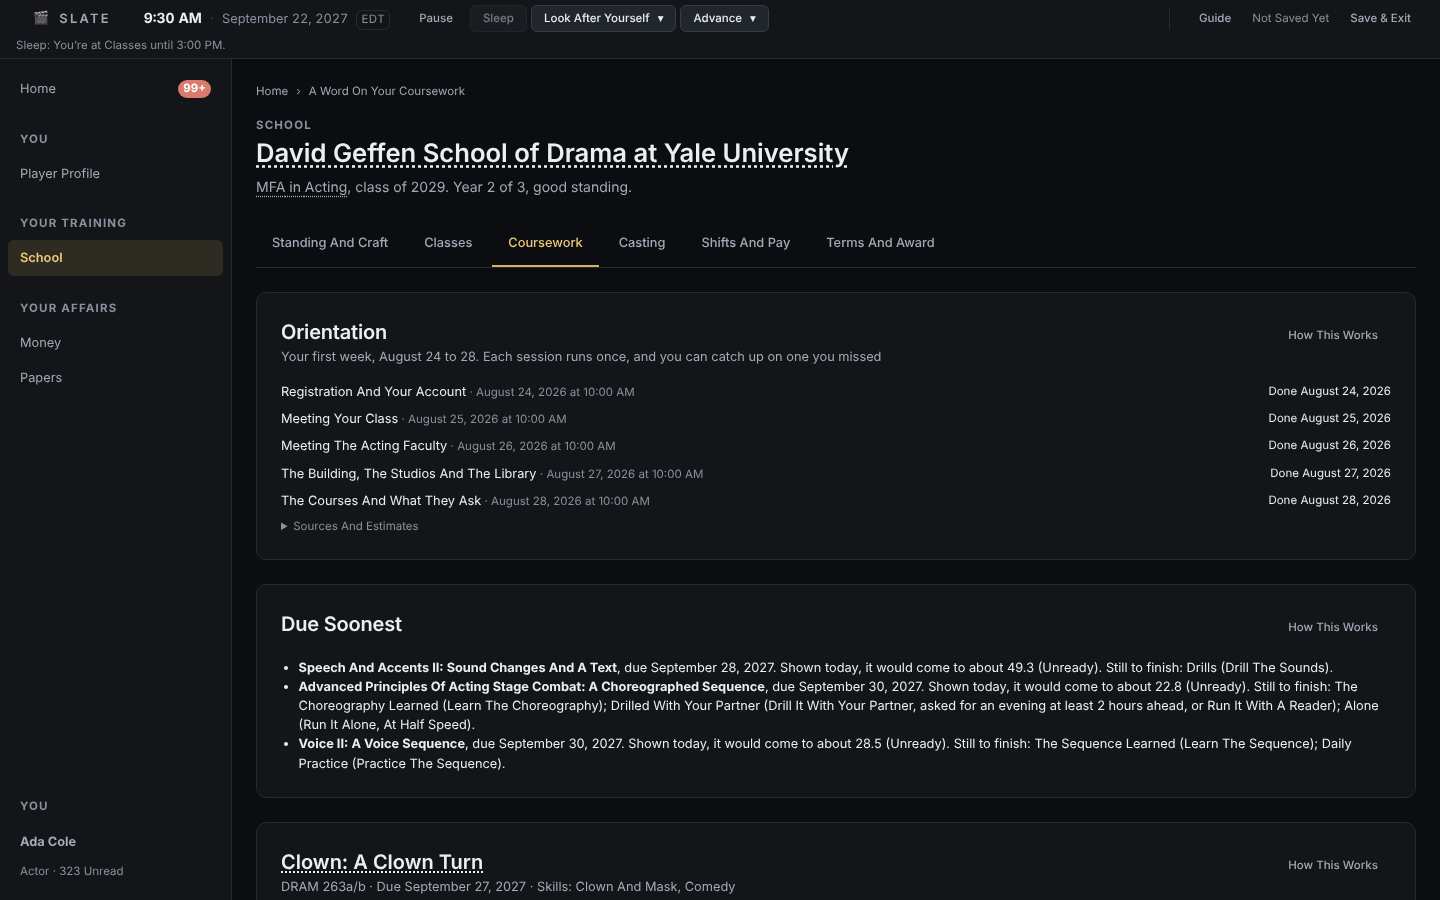 SLATE 9:30 AM · September 22, 2027 EDT Pause Sleep Look After Yourself ▾ Advance ▾ Guide Not Saved Yet Save & Exit
Sleep: You're at Classes until 3:00 PM.
Home 99+
YOU
Player Profile
YOUR TRAINING
School
YOUR AFFAIRS
Money
Papers
YOU
Ada Cole
Actor · 323 Unread
Home › A Word On Your Coursework
SCHOOL
David Geffen School of Drama at Yale University
MFA in Acting, class of 2029. Year 2 of 3, good standing.
Standing And Craft Classes Coursework Casting Shifts And Pay Terms And Award
Orientation How This Works
Your first week, August 24 to 28. Each session runs once, and you can catch up on one you missed
Registration And Your Account · August 24, 2026 at 10:00 AM Done August 24, 2026
Meeting Your Class · August 25, 2026 at 10:00 AM Done August 25, 2026
Meeting The Acting Faculty · August 26, 2026 at 10:00 AM Done August 26, 2026
The Building, The Studios And The Library · August 27, 2026 at 10:00 AM Done August 27, 2026
The Courses And What They Ask · August 28, 2026 at 10:00 AM Done August 28, 2026
▶ Sources And Estimates
Due Soonest How This Works
• Speech And Accents II: Sound Changes And A Text, due September 28, 2027. Shown today, it would come to about 49.3 (Unready). Still to finish: Drills (Drill The Sounds).
• Advanced Principles Of Acting Stage Combat: A Choreographed Sequence, due September 30, 2027. Shown today, it would come to about 22.8 (Unready). Still to finish: The
Choreography Learned (Learn The Choreography); Drilled With Your Partner (Drill It With Your Partner, asked for an evening at least 2 hours ahead, or Run It With A Reader); Alone
(Run It Alone, At Half Speed).
• Voice II: A Voice Sequence, due September 30, 2027. Shown today, it would come to about 28.5 (Unready). Still to finish: The Sequence Learned (Learn The Sequence); Daily
Practice (Practice The Sequence).
Clown: A Clown Turn How This Works
DRAM 263a/b · Due September 27, 2027 · Skills: Clown And Mask, Comedy